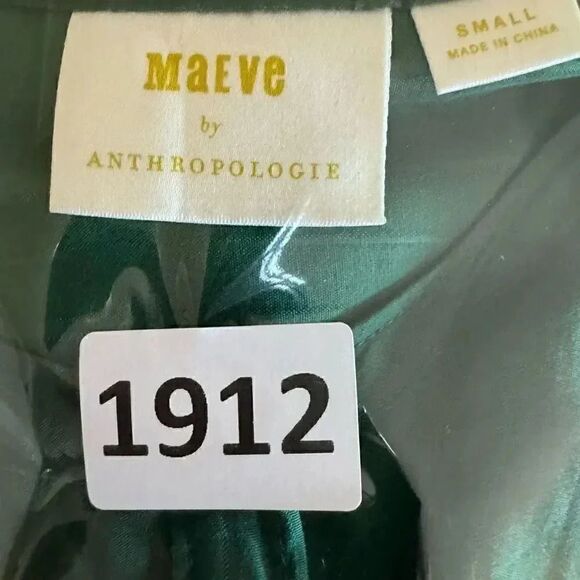 MaEve
by
ANTHROPOLOGIE
SMALL
MADE IN CHINA
1912